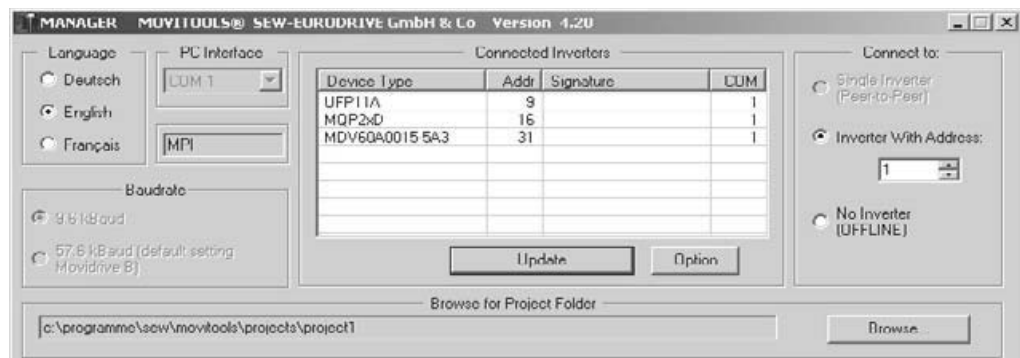 MANAGER MOVITOOLS® SEW-EURODRIVE GmbH & Co Version 4.20
Language
Deutsch
English
Français
PC Interface
COM 1
MPI
Baudrate
9.6 kBaud
57.6 kBaud (default setting Movidrive B)
Connected Inverters
Device Type Addr Signature COM
UFP11A 9 1
MQP2xD 16 1
MDV60A0015 5A3 31 1
Update
Option
Connect to:
Single Inverter
(Peer-to-Peer)
Inverter With Address:
1
No Inverter
(OFFLINE)
Browse for Project Folder
c:\programme\sew\movitools\projects\project1
Browse...